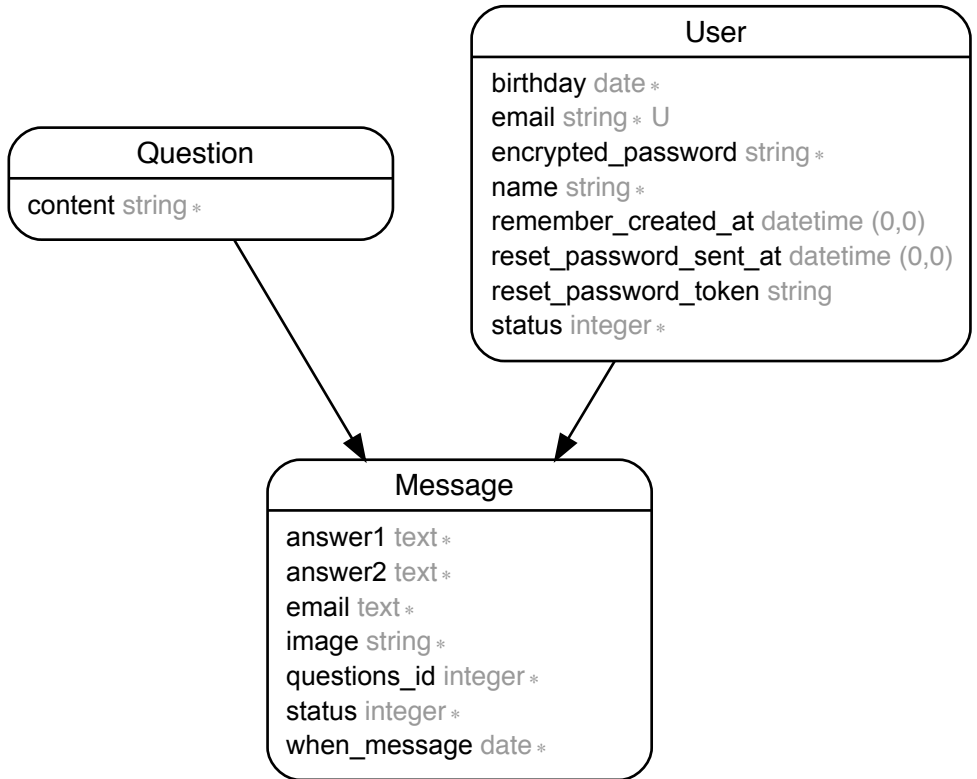 User
birthday date ∗
email string ∗ U
encrypted_password string ∗
name string ∗
remember_created_at datetime (0,0)
reset_password_sent_at datetime (0,0)
reset_password_token string
status integer ∗
Question
content string ∗
Message
answer1 text ∗
answer2 text ∗
email text ∗
image string ∗
questions_id integer ∗
status integer ∗
when_message date ∗